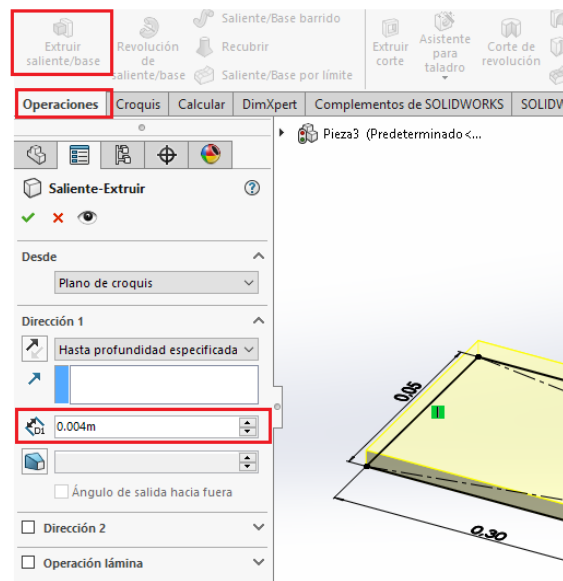 Extruir
saliente/base
Revolución
de
saliente/base
Saliente/Base barrido
Recubrir
Saliente/Base por límite
Extruir
corte
Asistente
para
taladro
Corte de
revolución
Operaciones
Croquis
Calcular
DimXpert
Complementos de SOLIDWORKS
SOLIDW
Pieza3 (Predeterminado<...
Saliente-Extruir
Desde
Plano de croquis
Dirección 1
Hasta profundidad especificada
D1
0.004m
Ángulo de salida hacia fuera
Dirección 2
Operación lámina
0.05
0.30